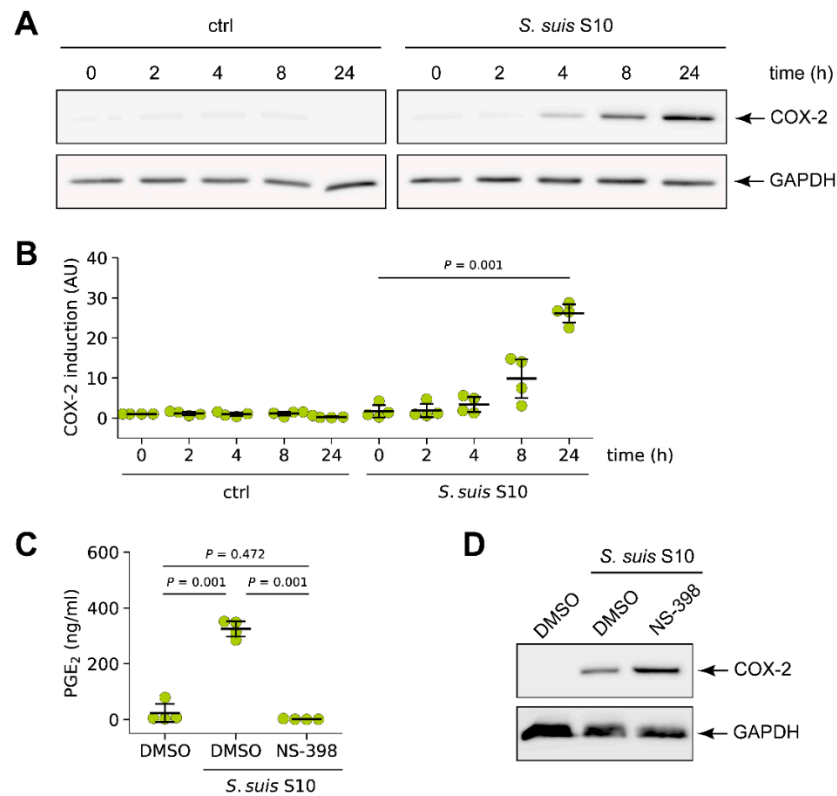 A
ctrl
S. suis S10
0 2 4 8 24 0 2 4 8 24 time (h)
COX-2
GAPDH
B
COX-2 induction (AU)
40
30
20
10
0
P = 0.001
0 2 4 8 24 0 2 4 8 24 time (h)
ctrl
S. suis S10
C
PGE₂ (ng/ml)
600
400
200
0
P = 0.472
P = 0.001 P = 0.001
DMSO DMSO NS-398
S. suis S10
D
S. suis S10
DMSO DMSO NS-398
COX-2
GAPDH